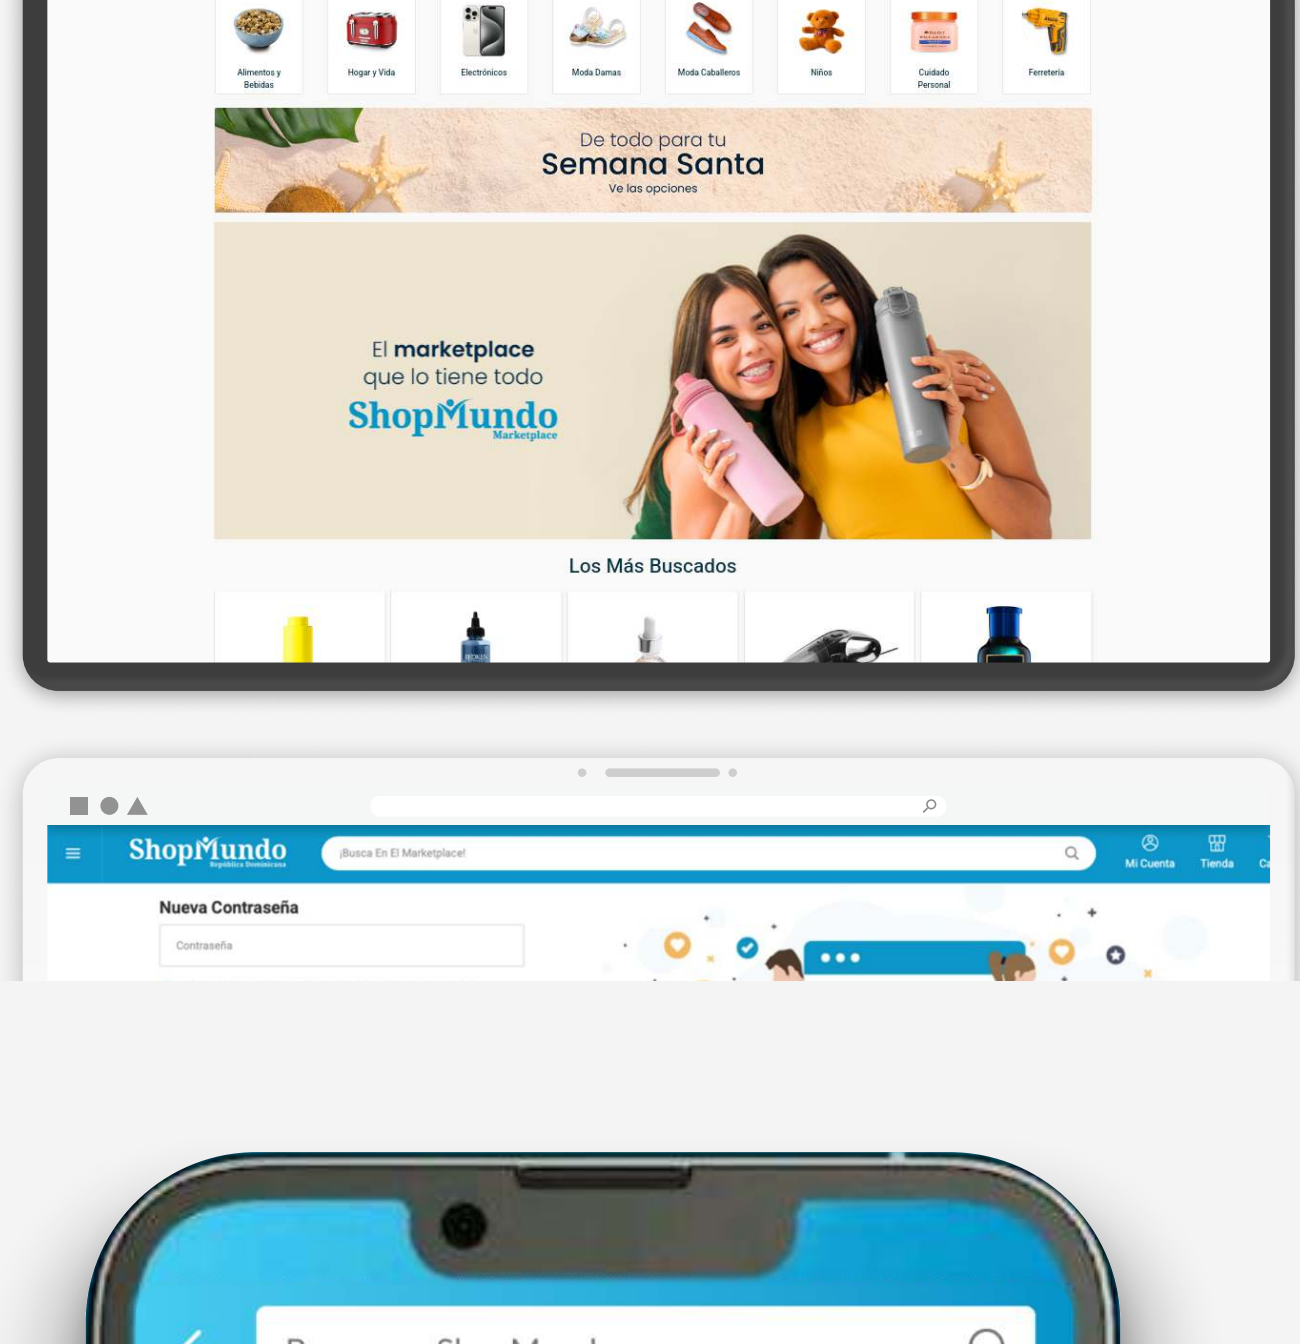 Alimentos y
Bebidas
Hogar y Vida
Electrónicos
Moda Damas
Moda Caballeros
Niños
Cuidado
Personal
Ferretería
De todo para tu
Semana Santa
Ve las opciones
El marketplace
que lo tiene todo
ShopMundo
Marketplace
Los Más Buscados
ShopMundo
República Dominicana
¡Busca En El Marketplace!
Mi Cuenta
Tienda
Nueva Contraseña
Contraseña